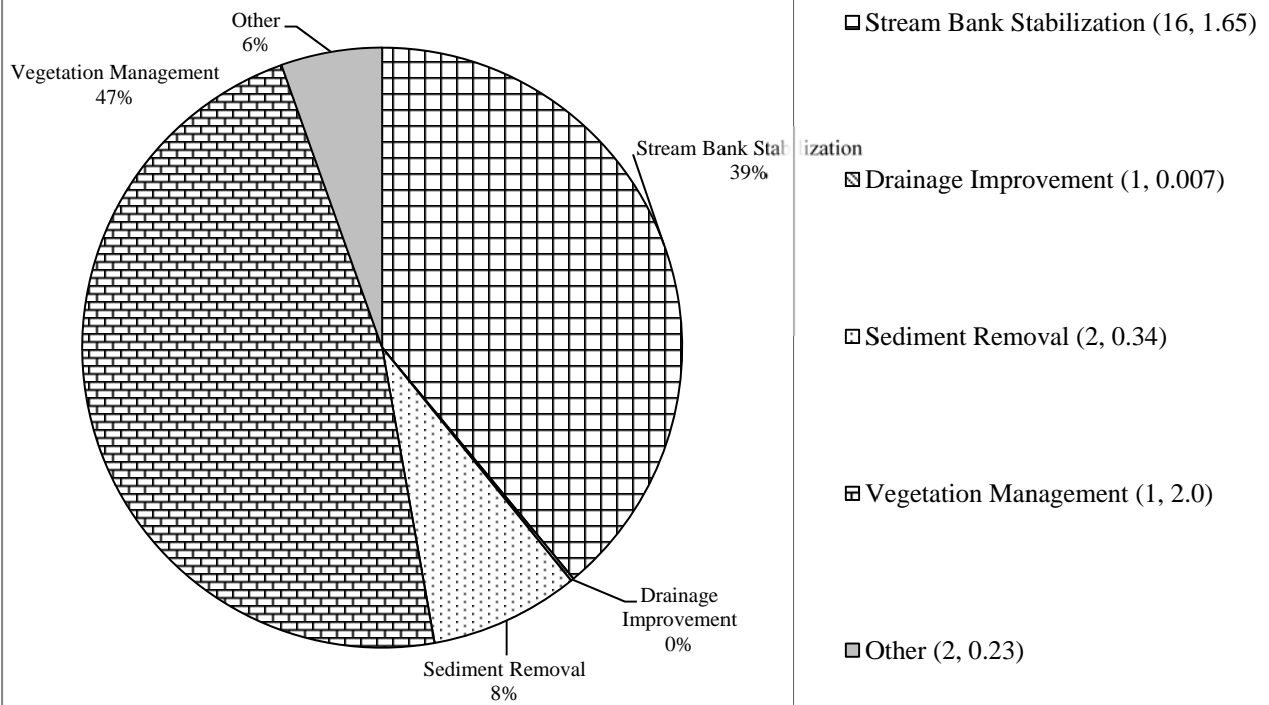 Other
6%
Vegetation Management
47%
Stream Bank Stabilization
39%
Drainage
Improvement
0%
Sediment Removal
8%
Stream Bank Stabilization (16, 1.65)
Drainage Improvement (1, 0.007)
Sediment Removal (2, 0.34)
Vegetation Management (1, 2.0)
Other (2, 0.23)